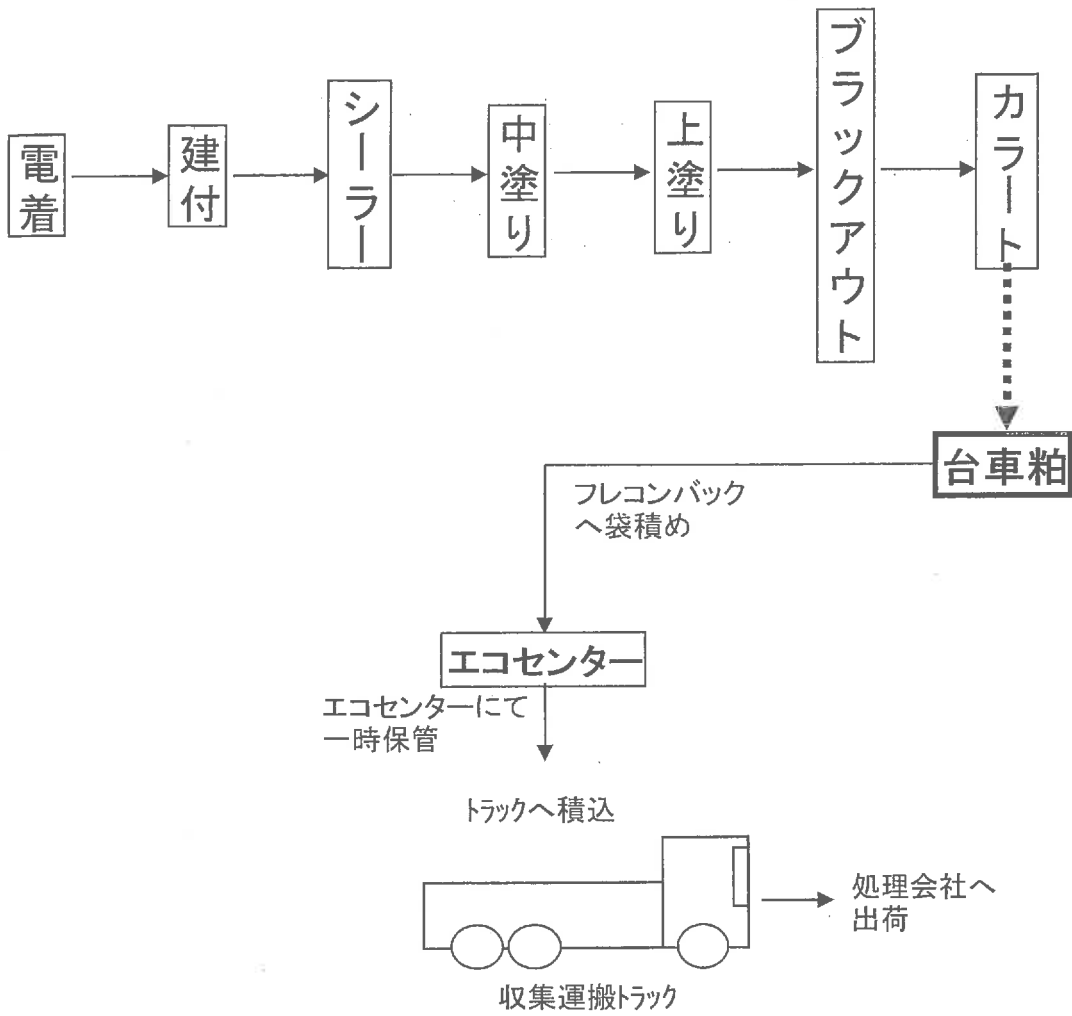 電着
建付
シーラー
中塗り
上塗り
ブラックアウト
カラート
台車粕
フレコンバック
へ袋積め
エコセンター
エコセンターにて
一時保管
トラックへ積込
処理会社へ
出荷
収集運搬トラック